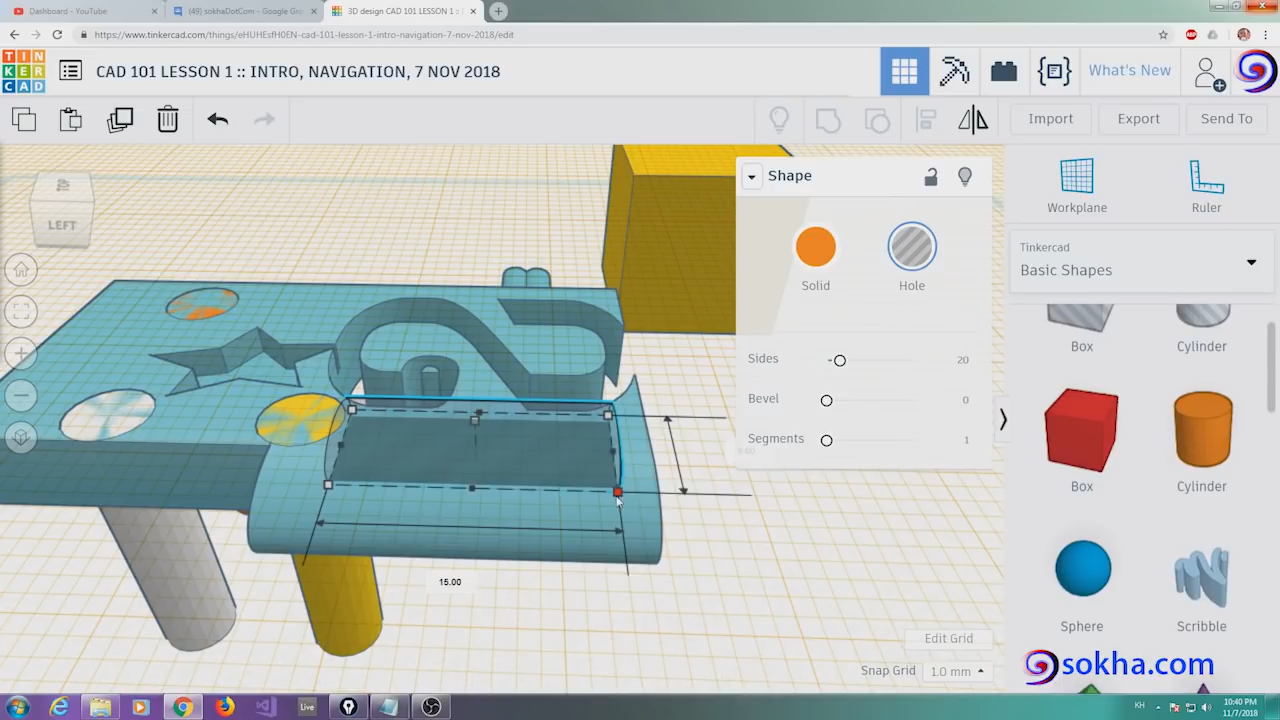 Dashboard - YouTube
(49) sokhaDotCom - Google Gro
3D design CAD 101 LESSON 1 ::
https://www.tinkercad.com/things/eHUHEsfH0EN-cad-101-lesson-1-intro-navigation-7-nov-2018/edit
TIN
KER
CAD
CAD 101 LESSON 1 :: INTRO, NAVIGATION, 7 NOV 2018
What's New
Import
Export
Send To
LEFT
Shape
Solid
Hole
Sides
20
Bevel
0
Segments
1
Workplane
Ruler
Tinkercad
Basic Shapes
Box
Cylinder
Box
Cylinder
Sphere
Scribble
15.00
Edit Grid
Snap Grid
1.0 mm
sokha.com
Live
KH
10:40 PM
11/7/2018